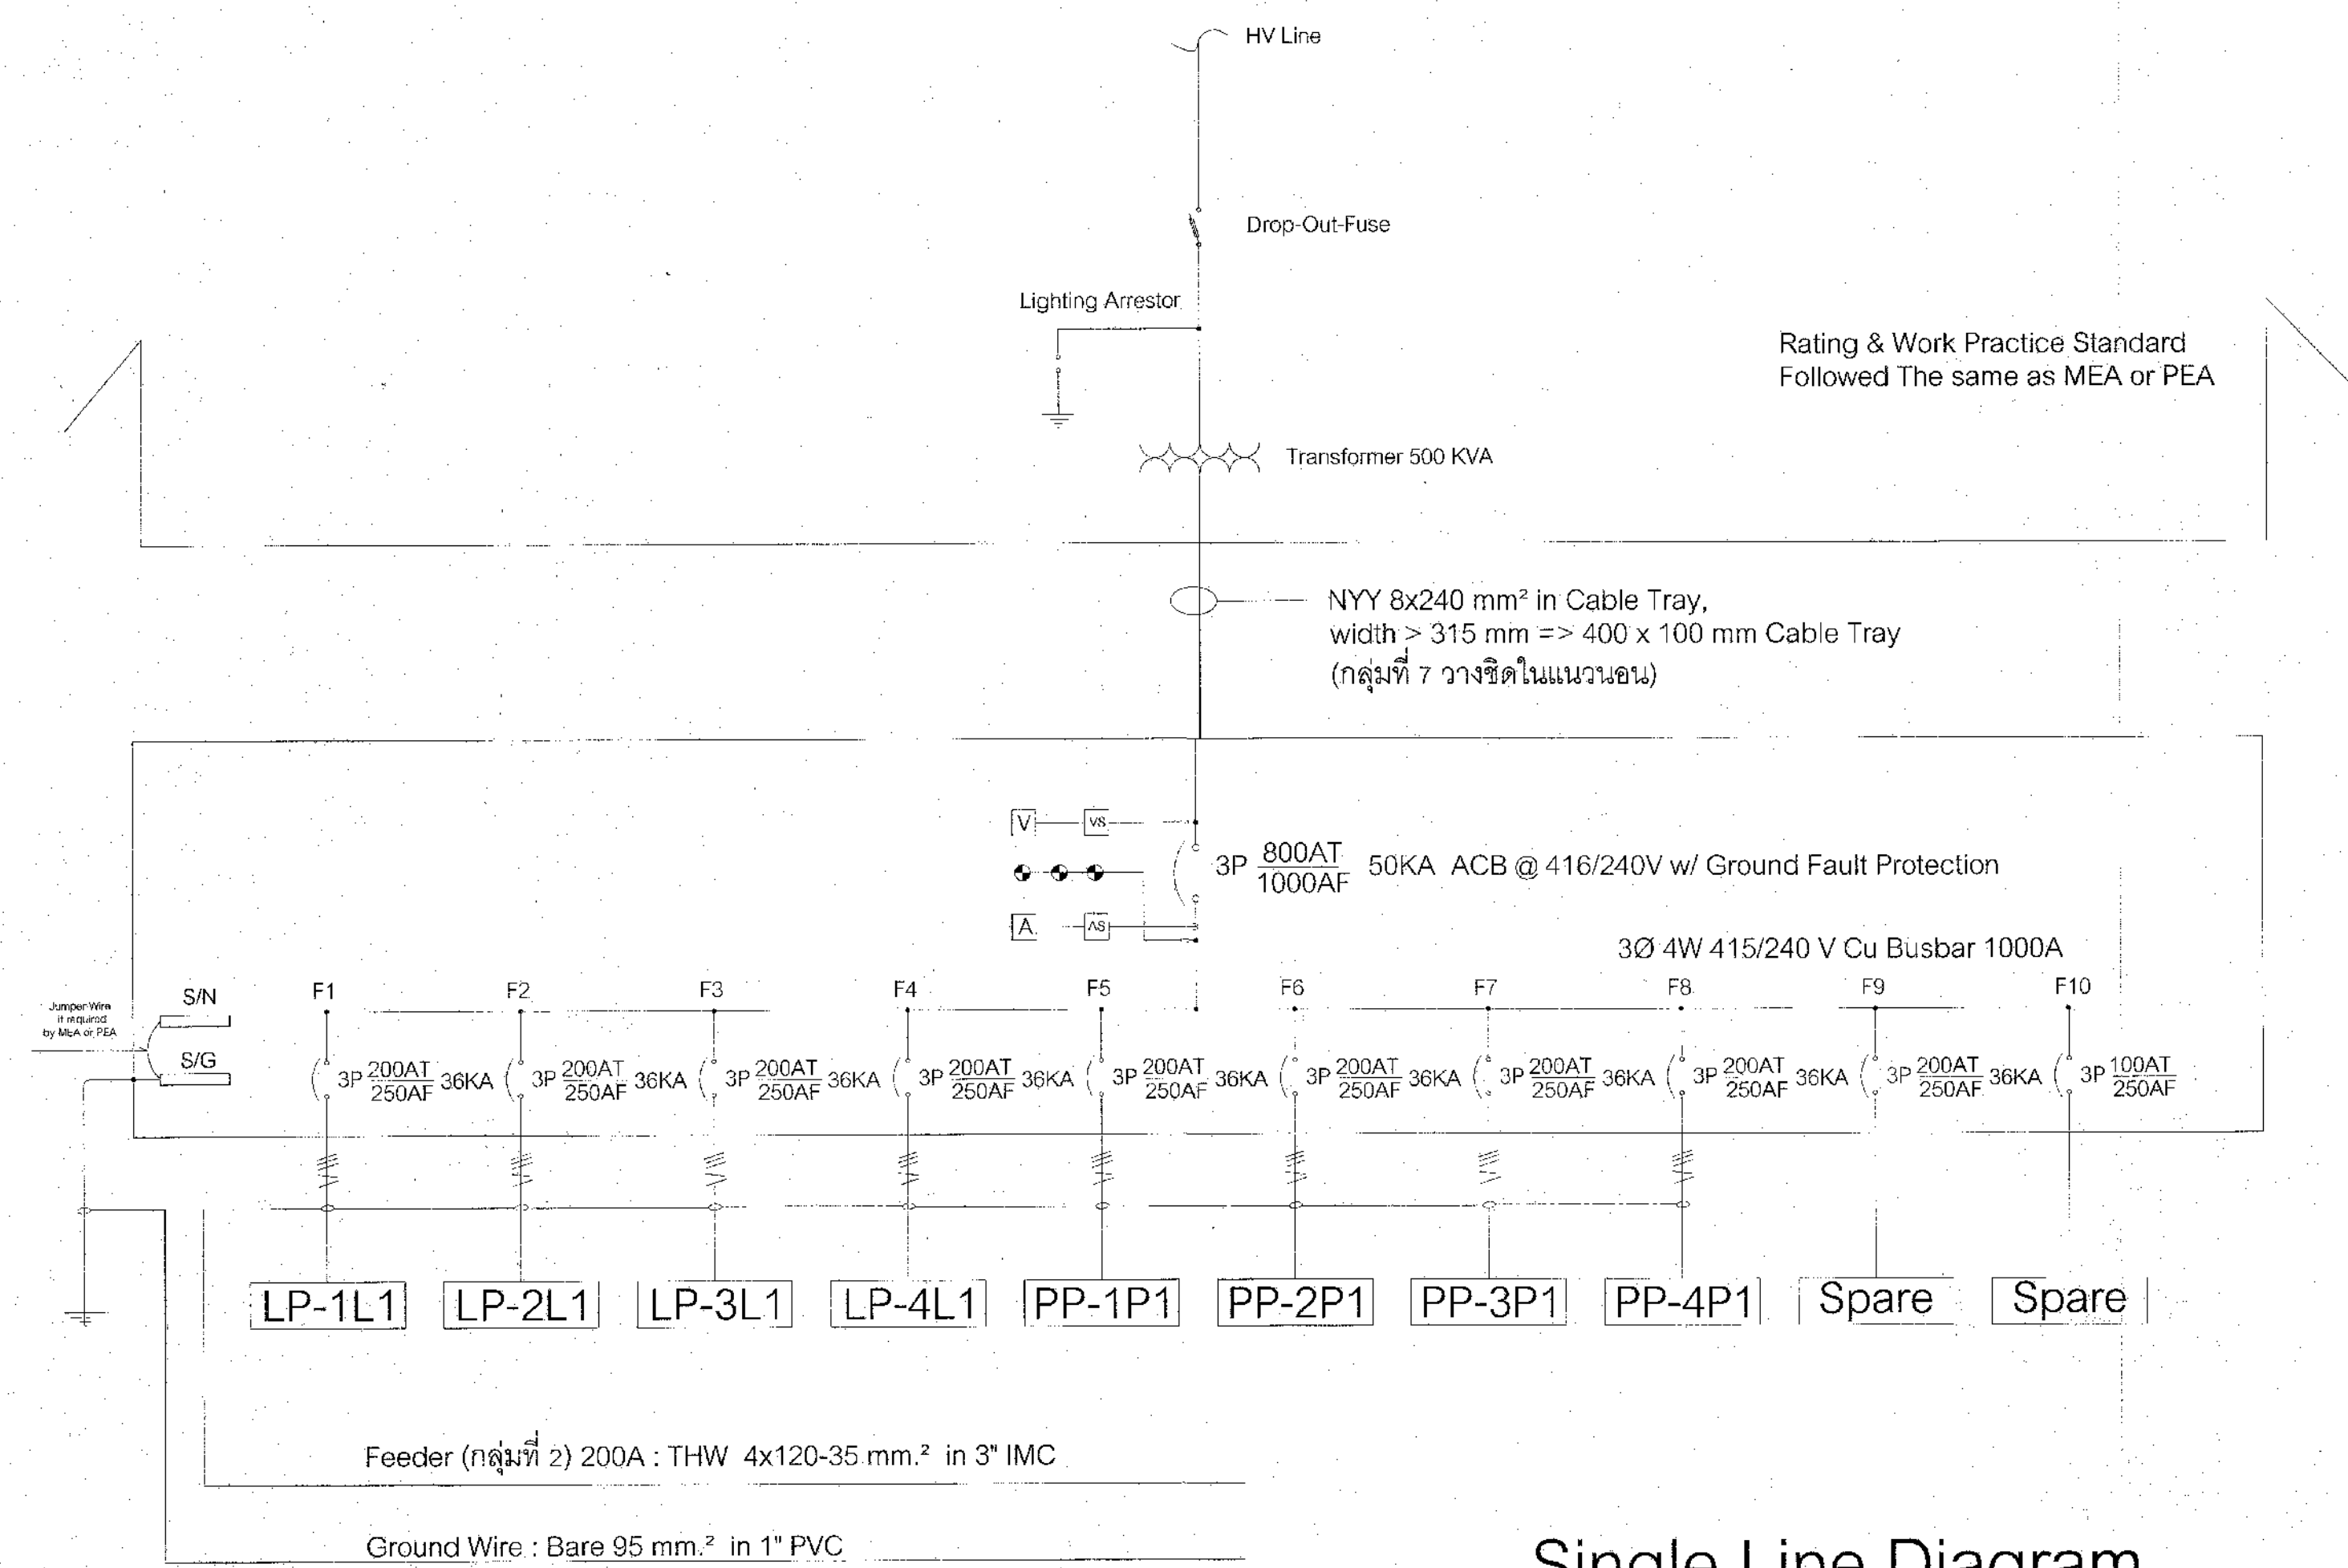 HV Line
Drop-Out-Fuse
Lighting Arrestor
Rating & Work Practice Standard
Followed The same as MEA or PEA
Transformer 500 KVA
NYY 8x240 mm² in Cable Tray,
width > 315 mm => 400 x 100 mm Cable Tray
(กลุ่มที่ 7 วางชิดในแนวนอน)
V VS
3P 800AT/1000AF 50KA ACB @ 416/240V w/ Ground Fault Protection
A AS
3Ø 4W 415/240 V Cu Busbar 1000A
Jumper Wire
if required
by MEA or PEA
S/N
S/G
F1 F2 F3 F4 F5 F6 F7 F8 F9 F10
3P 200AT/250AF 36KA
3P 200AT/250AF 36KA
3P 200AT/250AF 36KA
3P 200AT/250AF 36KA
3P 200AT/250AF 36KA
3P 200AT/250AF 36KA
3P 200AT/250AF 36KA
3P 200AT/250AF 36KA
3P 200AT/250AF 36KA
3P 100AT/250AF
LP-1L1 LP-2L1 LP-3L1 LP-4L1 PP-1P1 PP-2P1 PP-3P1 PP-4P1 Spare Spare
Feeder (กลุ่มที่ 2) 200A : THW 4x120-35 mm.² in 3" IMC
Ground Wire : Bare 95 mm.² in 1" PVC
Single Line Diagram